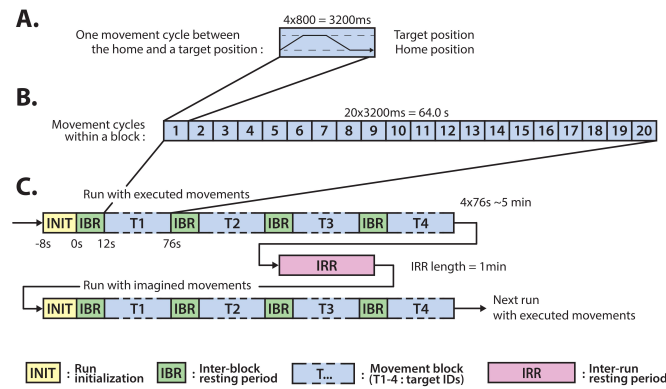 A.
4x800 = 3200ms
One movement cycle between
the home and a target position :
Target position
Home position
B.
20x3200ms = 64.0 s
Movement cycles
within a block :
1 2 3 4 5 6 7 8 9 10 11 12 13 14 15 16 17 18 19 20
C.
Run with executed movements
4x76s ~5 min
INIT IBR T1 IBR T2 IBR T3 IBR T4
-8s 0s 12s 76s
IRR
IRR length = 1min
Run with imagined movements
INIT IBR T1 IBR T2 IBR T3 IBR T4
Next run
with executed movements
INIT : Run
initialization
IBR : Inter-block
resting period
T... : Movement block
(T1-4 : target IDs)
IRR : Inter-run
resting period